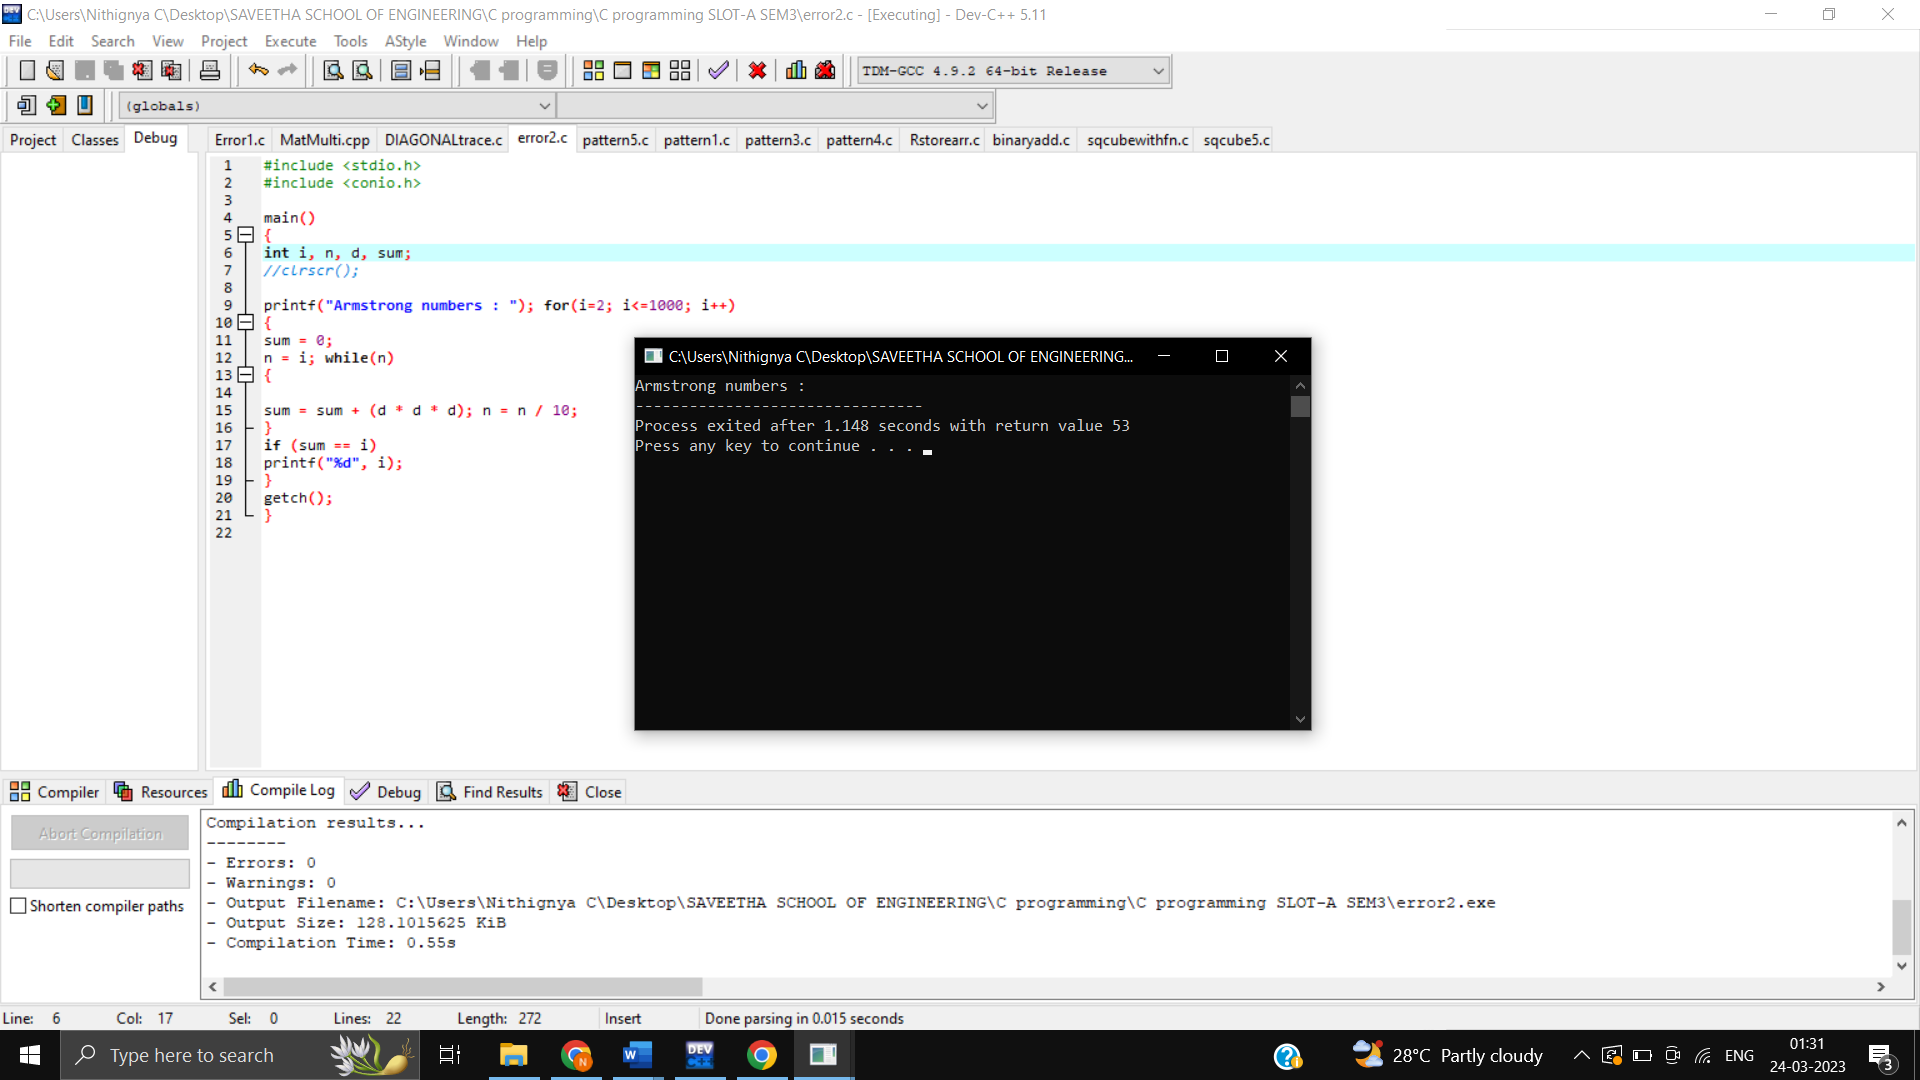 C:\Users\Nithignya C\Desktop\SAVEETHA SCHOOL OF ENGINEERING\C programming\C programming SLOT-A SEM3\error2.c - [Executing] - Dev-C++ 5.11
File Edit Search View Project Execute Tools AStyle Window Help
TDM-GCC 4.9.2 64-bit Release
(globals)
Project Classes Debug
Error1.c MatMulti.cpp DIAGONALtrace.c error2.c pattern5.c pattern1.c pattern3.c pattern4.c Rstorearr.c binaryadd.c sqcubewithfn.c sqcube5.c
1 #include <stdio.h>
2 #include <conio.h>
3
4 main()
5 {
6 int i, n, d, sum;
7 //clrscr();
8
9 printf("Armstrong numbers : "); for(i=2; i<=1000; i++)
10 {
11 sum = 0;
12 n = i; while(n)
13 {
14
15 sum = sum + (d * d * d); n = n / 10;
16 }
17 if (sum == i)
18 printf("%d", i);
19 }
20 getch();
21 }
22
C:\Users\Nithignya C\Desktop\SAVEETHA SCHOOL OF ENGINEERING...
Armstrong numbers :
--------------------------------
Process exited after 1.148 seconds with return value 53
Press any key to continue . . .
Compiler Resources Compile Log Debug Find Results Close
Abort Compilation
Shorten compiler paths
Compilation results...
--------
- Errors: 0
- Warnings: 0
- Output Filename: C:\Users\Nithignya C\Desktop\SAVEETHA SCHOOL OF ENGINEERING\C programming\C programming SLOT-A SEM3\error2.exe
- Output Size: 128.1015625 KiB
- Compilation Time: 0.55s
Line: 6 Col: 17 Sel: 0 Lines: 22 Length: 272 Insert Done parsing in 0.015 seconds
Type here to search
DEV
28°C Partly cloudy
ENG
01:31
24-03-2023
3